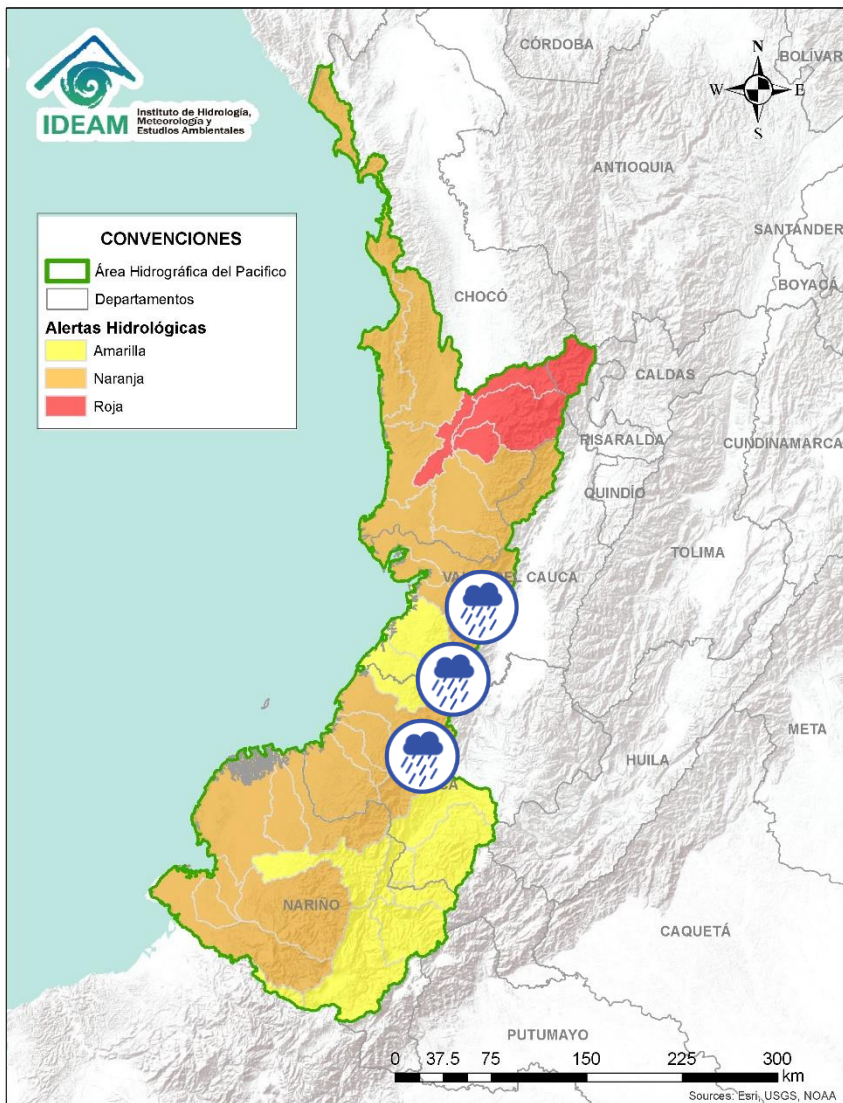 IDEAM
Instituto de Hidrología,
Meteorología y
Estudios Ambientales
CÓRDOBA
BOLÍVAR
N
W
E
S
ANTIOQUIA
SANTANDER
BOYACÁ
CONVENCIONES
Área Hidrográfica del Pacifico
Departamentos
Alertas Hidrológicas
Amarilla
Naranja
Roja
CHOCÓ
CALDAS
RISARALDA
CUNDINAMARCA
QUINDÍO
TOLIMA
DEL CAUCA
META
HUILA
NARIÑO
CAQUETÁ
PUTUMAYO
0 37.5 75 150 225 300
km
Sources: Esri, USGS, NOAA